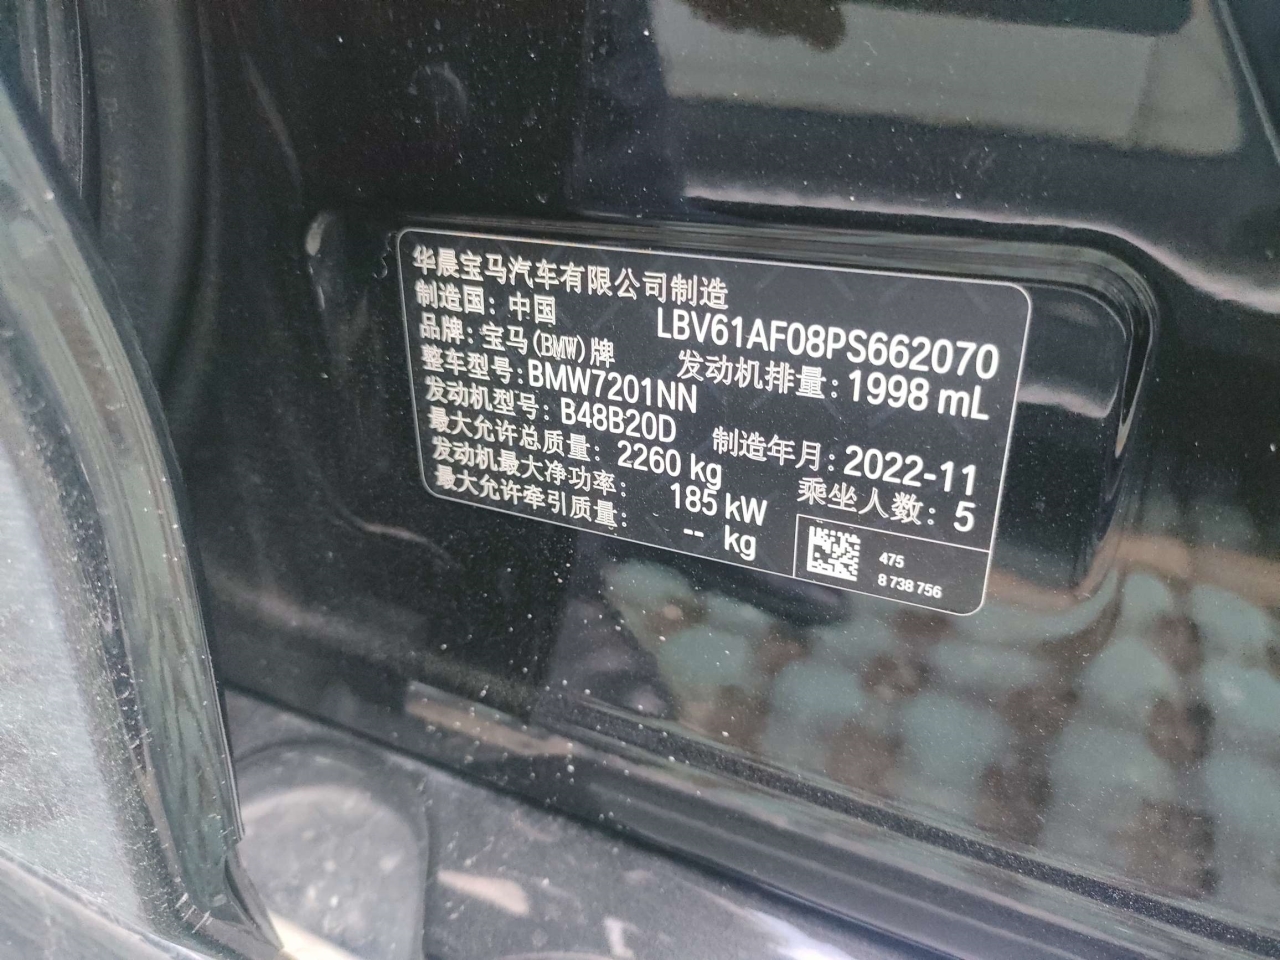 华晨宝马汽车有限公司制造
制造国：中国
LBV61AF08PS662070
品牌：宝马(BMW)牌
发动机排量：1998 mL
整车型号：BMW7201NN
发动机型号：B48B20D
制造年月：2022-11
最大允许总质量：2260 kg
乘坐人数：5
发动机最大净功率：185 kW
最大允许牵引质量：-- kg
475
8 738 756